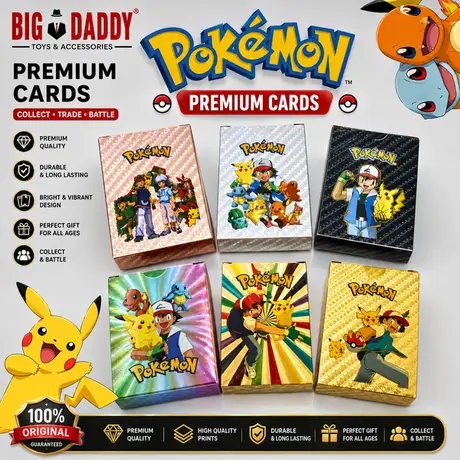 BIG DADDY®
TOYS & ACCESSORIES
PREMIUM
CARDS
COLLECT • TRADE • BATTLE
PREMIUM
QUALITY
DURABLE
& LONG LASTING
BRIGHT & VIBRANT
DESIGN
PERFECT GIFT
FOR ALL AGES
COLLECT
& BATTLE
POKéMON
TM
PREMIUM CARDS
POKéMON
POKéMON
POKéMON
POKéMON
POKéMON
POKéMON
100%
ORIGINAL
GUARANTEED
PREMIUM
QUALITY
HIGH QUALITY
PRINTS
DURABLE
& LONG LASTING
PERFECT GIFT
FOR ALL AGES
COLLECT
& BATTLE